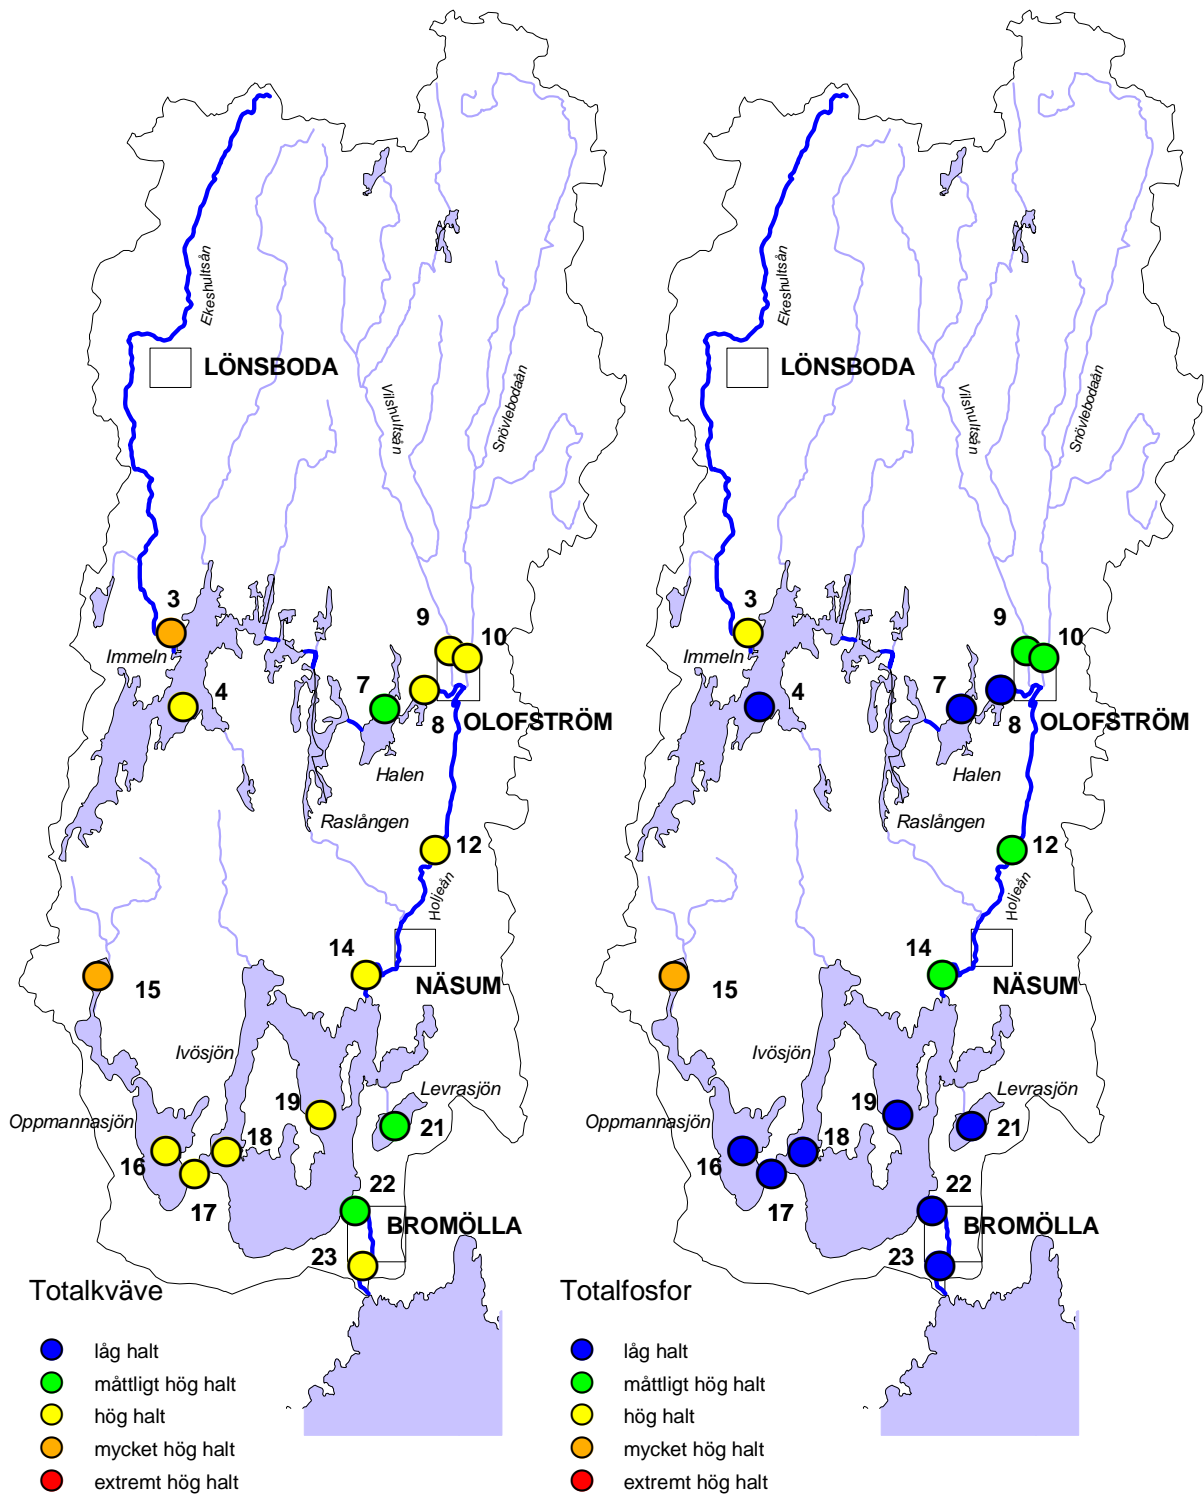 Ekeshultsån
LÖNSBODA
Vilshultsån
Snövlebodaån
3
9
10
Immeln
4
7
8
OLOFSTRÖM
Halen
Raslången
12
Holjeån
14
15
NÄSUM
Ivösjön
19
Levrasjön
Oppmannasjön
18
21
16
17
22
BROMÖLLA
23
Totalkväve
låg halt
måttligt hög halt
hög halt
mycket hög halt
extremt hög halt
Ekeshultsån
LÖNSBODA
Vilshultsån
Snövlebodaån
3
9
10
Immeln
4
7
8
OLOFSTRÖM
Halen
Raslången
12
Holjeån
14
15
NÄSUM
Ivösjön
19
Levrasjön
Oppmannasjön
18
21
16
17
22
BROMÖLLA
23
Totalfosfor
låg halt
måttligt hög halt
hög halt
mycket hög halt
extremt hög halt